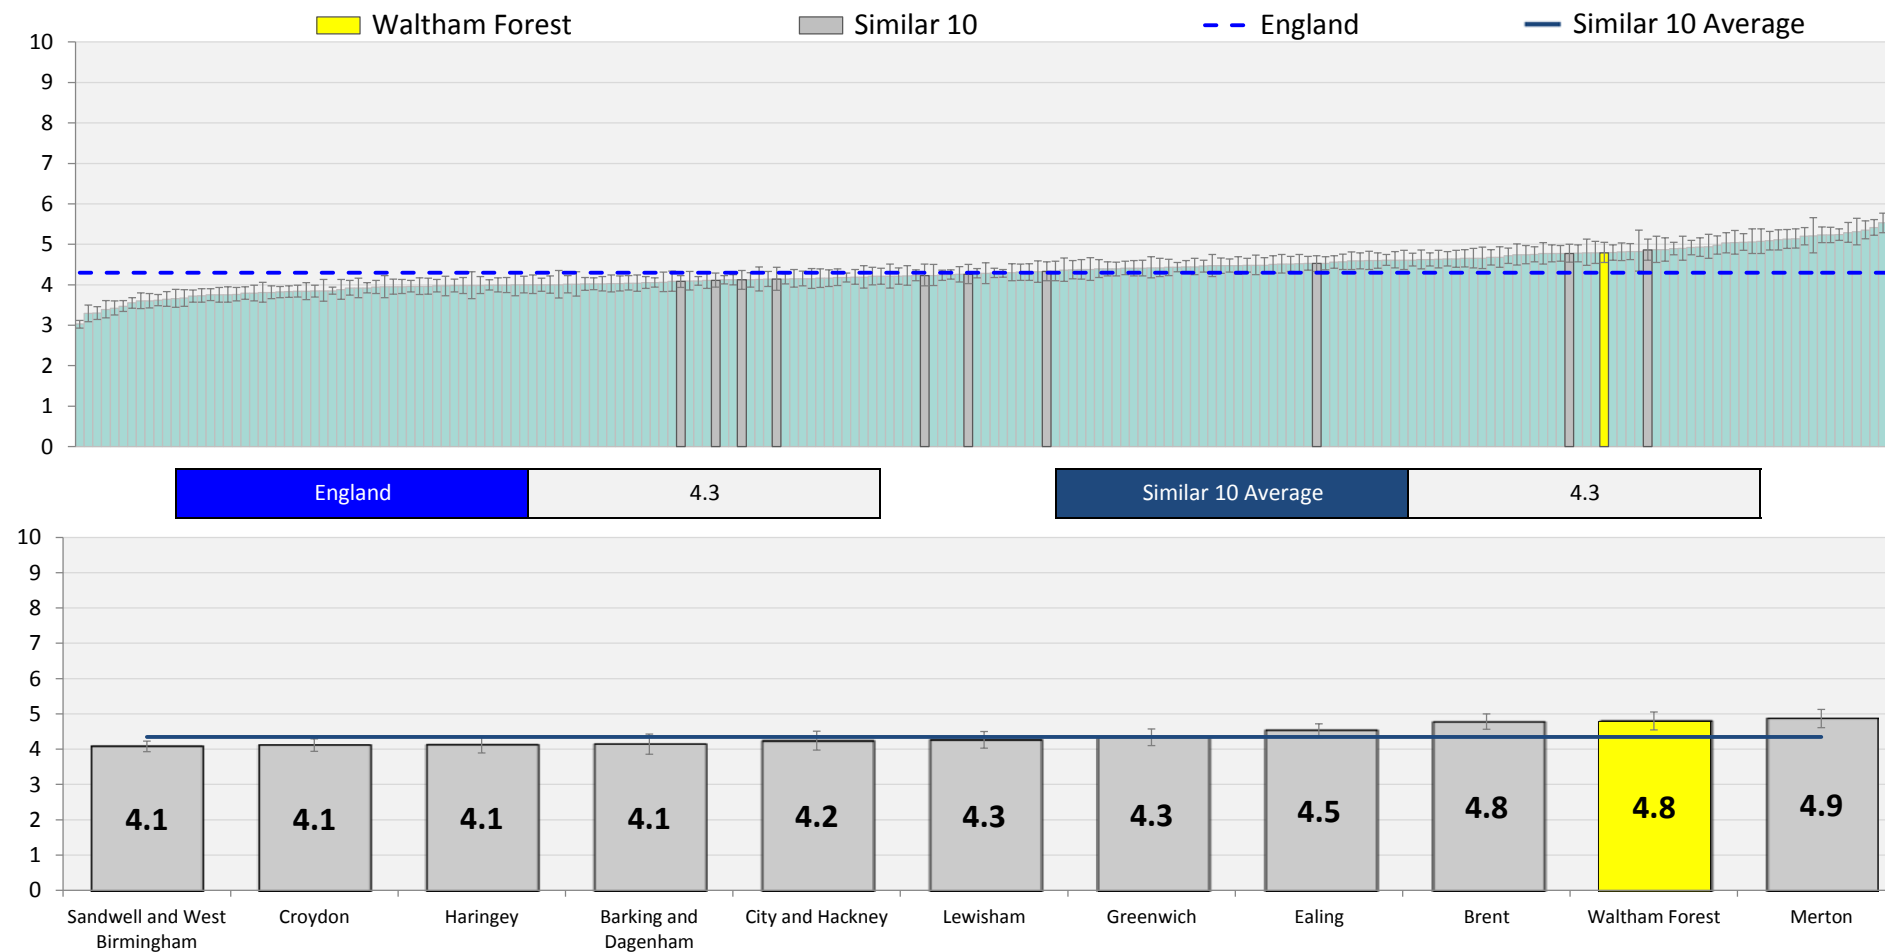 Waltham Forest
Similar 10
England
Similar 10 Average
10
9
8
7
6
5
4
3
2
1
0
England
4.3
Similar 10 Average
4.3
10
9
8
7
6
5
4
3
2
1
0
4.1
4.1
4.1
4.1
4.2
4.3
4.3
4.5
4.8
4.8
4.9
Sandwell and West
Birmingham
Croydon
Haringey
Barking and
Dagenham
City and Hackney
Lewisham
Greenwich
Ealing
Brent
Waltham Forest
Merton